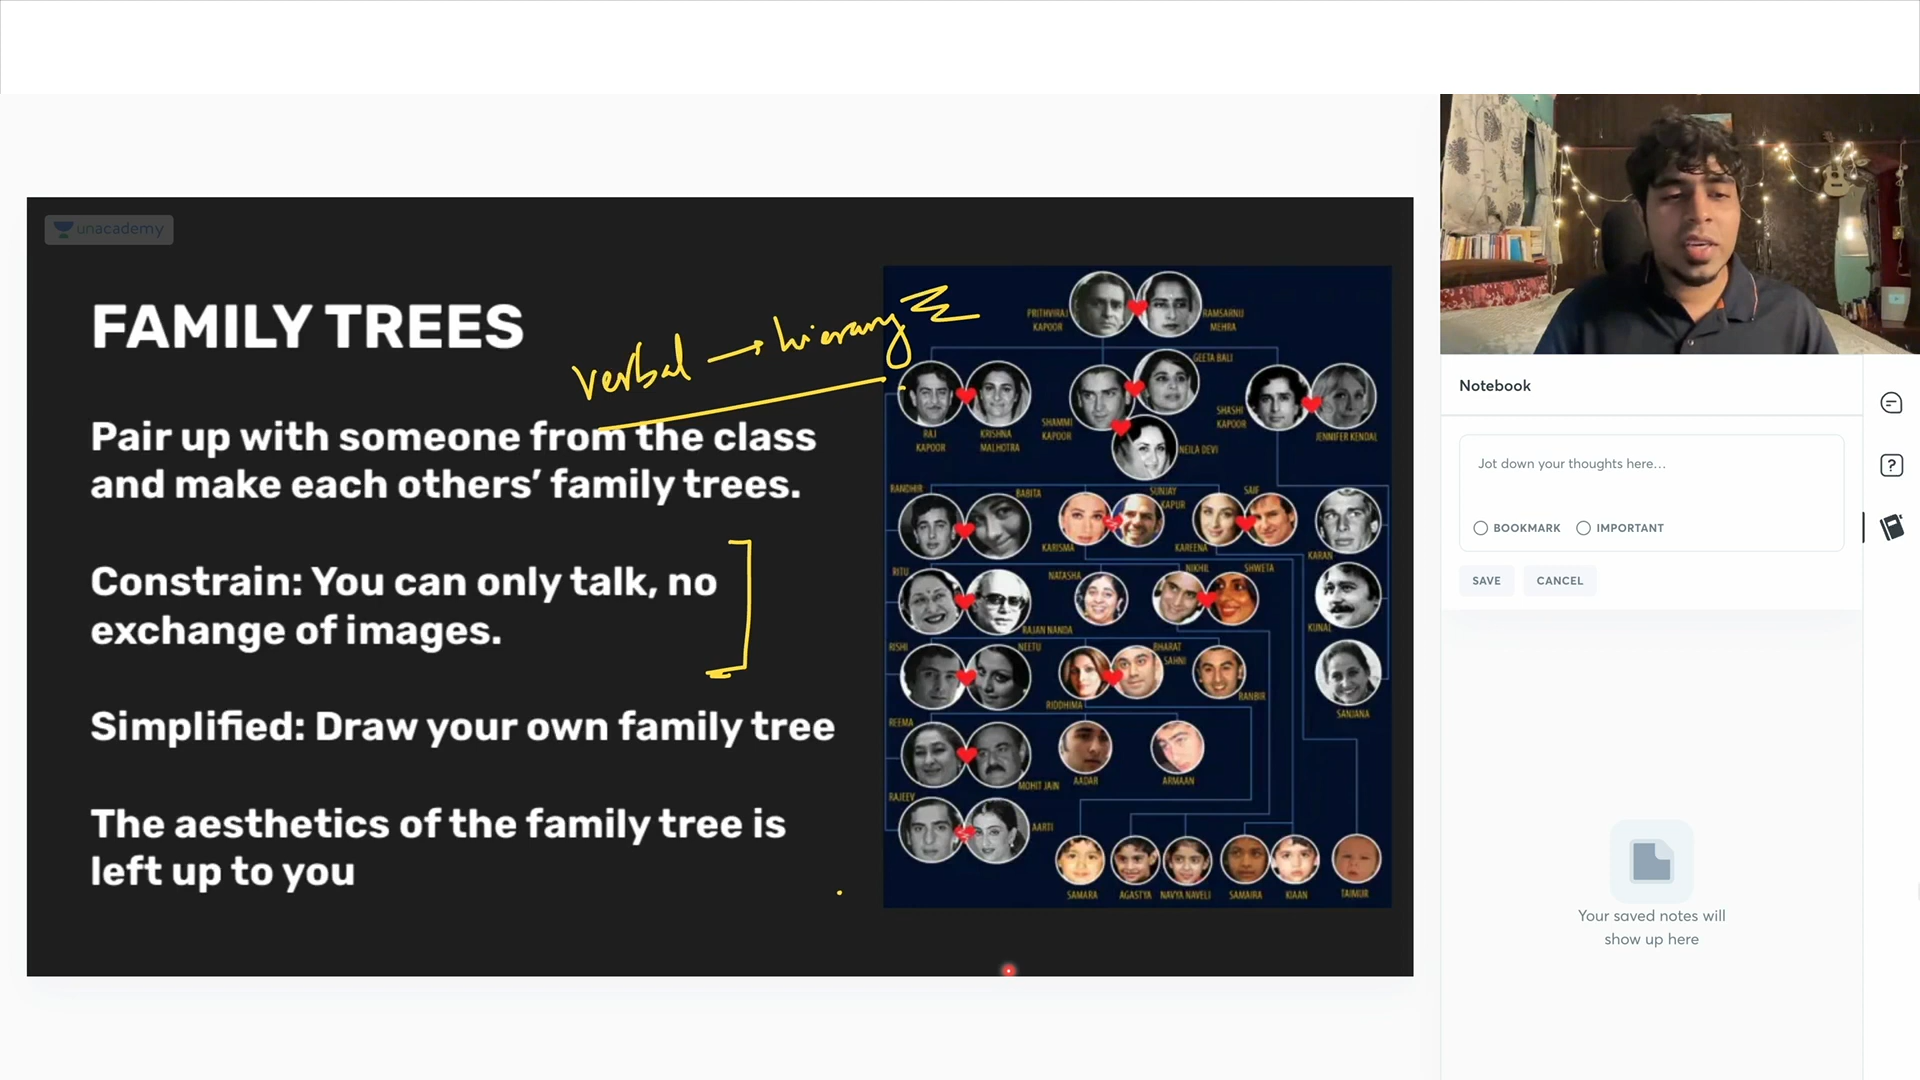 unacademy
FAMILY TREES
verbal → hierarchy
Pair up with someone from the class
and make each others’ family trees.
Constrain: You can only talk, no
exchange of images.
Simplified: Draw your own family tree
The aesthetics of the family tree is
left up to you
PRITHVIRAJ
KAPOOR
RAMSARNIJ
MEHRA
GEETA BALI
RAJ
KAPOOR
KRISHNA
MALHOTRA
SHAMMI
KAPOOR
NEILA DEVI
SHASHI
KAPOOR
JENNIFER KENDAL
RANDHIR
BABITA
KARISMA
SUNJAY
KAPUR
KAREENA
SAIF
KARAN
RITU
RAJAN NANDA
NATASHA
NIKHIL
SHWETA
KUNAL
RISHI
NEETU
RIDDHIMA
BHARAT
SAHNI
RANBIR
SANJANA
REEMA
MOHIT JAIN
AADAR
ARMAAN
RAJEEV
AARTI
SAMARA
AGASTYA
NAVYA NAVELI
SAMAIRA
KIAAN
TAIMUR
Notebook
Jot down your thoughts here...
BOOKMARK
IMPORTANT
SAVE
CANCEL
Your saved notes will
show up here